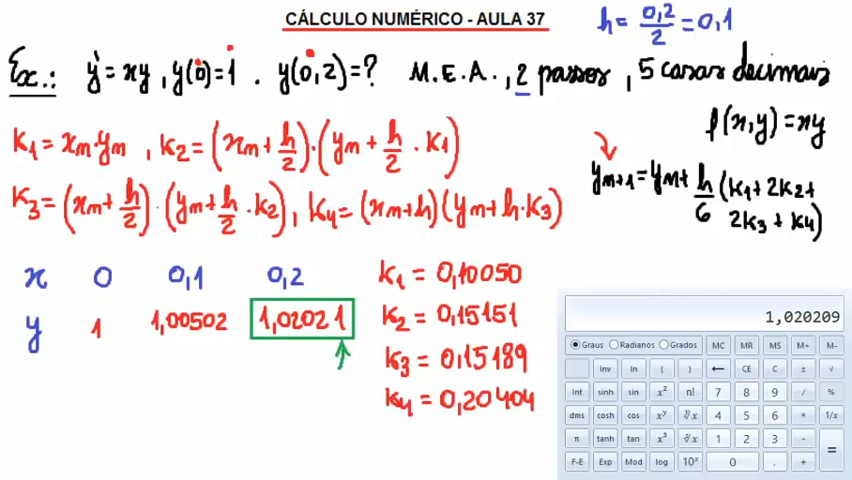 CÁLCULO NUMÉRICO - AULA 37
h = 0,2/2 = 0,1
Ex.: y' = xy , y(0) = 1 . y(0,2) = ? M.E.A. , 2 passos , 5 casas decimais
f(x,y) = xy
K1 = xm·ym , K2 = (xm + h/2)·(ym + h/2·K1)
K3 = (xm + h/2)·(ym + h/2·K2) , K4 = (xm + h)(ym + h·K3)
ym+1 = ym + h/6 (K1 + 2K2 +
2K3 + K4)
x 0 0,1 0,2
y 1 1,00502 1,02021
K1 = 0,10050
K2 = 0,15151
K3 = 0,15189
K4 = 0,20404
1,020209
Graus Radianos Grados MC MR MS M+ M-
Inv ln ( ) ← CE C ± √
Int sinh sin x² n! 7 8 9 / %
dms cosh cos x^y ʸ√x 4 5 6 * 1/x
π tanh tan x³ ³√x 1 2 3 - =
F-E Exp Mod log 10^x 0 . +